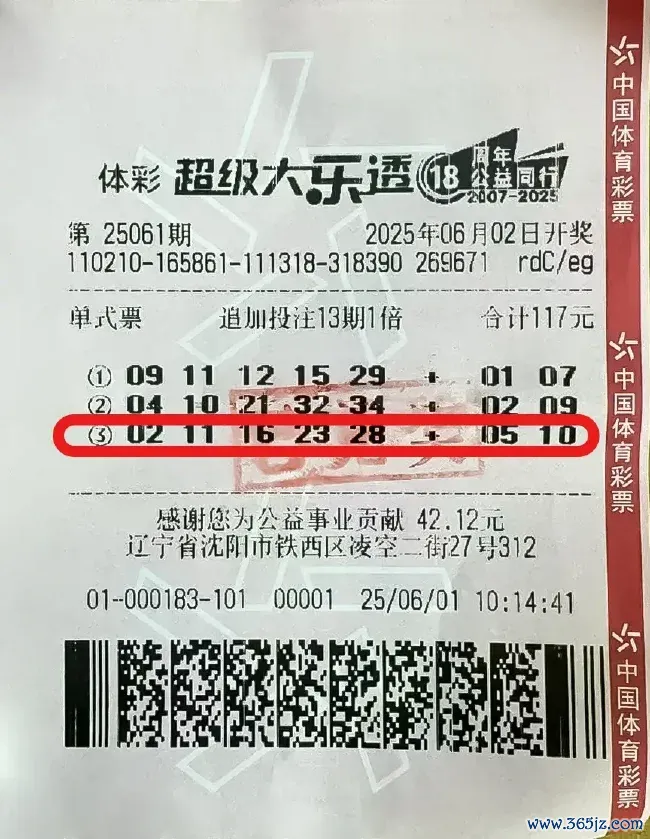 体彩 超级大乐透 18 周年 公益同行 2007-2025
第 25061期 2025年06月02日开奖
110210-165861-111318-318390 269671 rdC/eg
单式票 追加投注13期1倍 合计117元
① 09 11 12 15 29 + 01 07
② 04 10 21 32 34 + 02 09
③ 02 11 16 23 28 + 05 10
感谢您为公益事业贡献 42.12元
辽宁省沈阳市铁西区凌空二街27号312
01-000183-101 00001 25/06/01 10:14:41
中国体育彩票
中国体育彩票
中国体育彩票
www.365jz.com